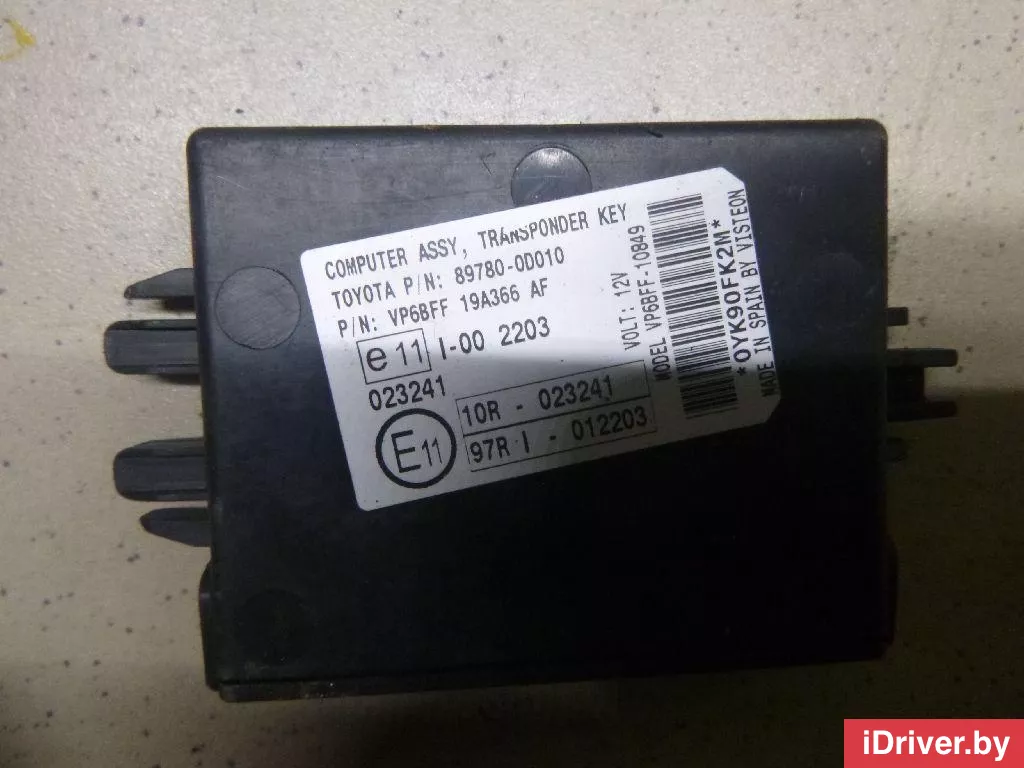 COMPUTER ASSY, TRANSPONDER KEY
TOYOTA P/N: 89780-0D010
P/N: VP6BFF 19A366 AF
e 11 I-00 2203
023241
E11
10R - 023241
97R I - 012203
VOLT: 12V
MODEL VP6BFF-10849
*0YK90FK2M*
MADE IN SPAIN BY VISTEON
iDriver.by